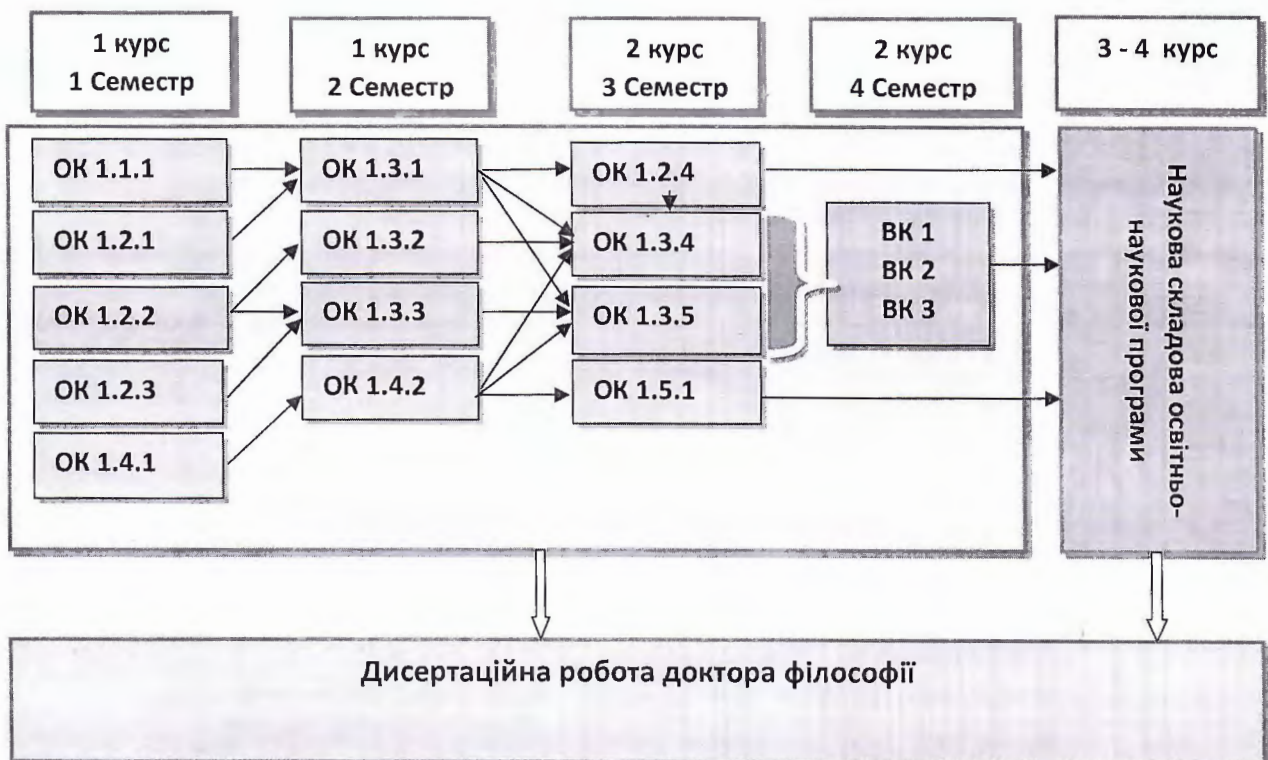 1 курс
1 Семестр
1 курс
2 Семестр
2 курс
3 Семестр
2 курс
4 Семестр
3 - 4 курс
ОК 1.1.1
ОК 1.2.1
ОК 1.2.2
ОК 1.2.3
ОК 1.4.1
ОК 1.3.1
ОК 1.3.2
ОК 1.3.3
ОК 1.4.2
ОК 1.2.4
ОК 1.3.4
ОК 1.3.5
ОК 1.5.1
ВК 1
ВК 2
ВК 3
Наукова складова освітньо-
наукової програми
Дисертаційна робота доктора філософії